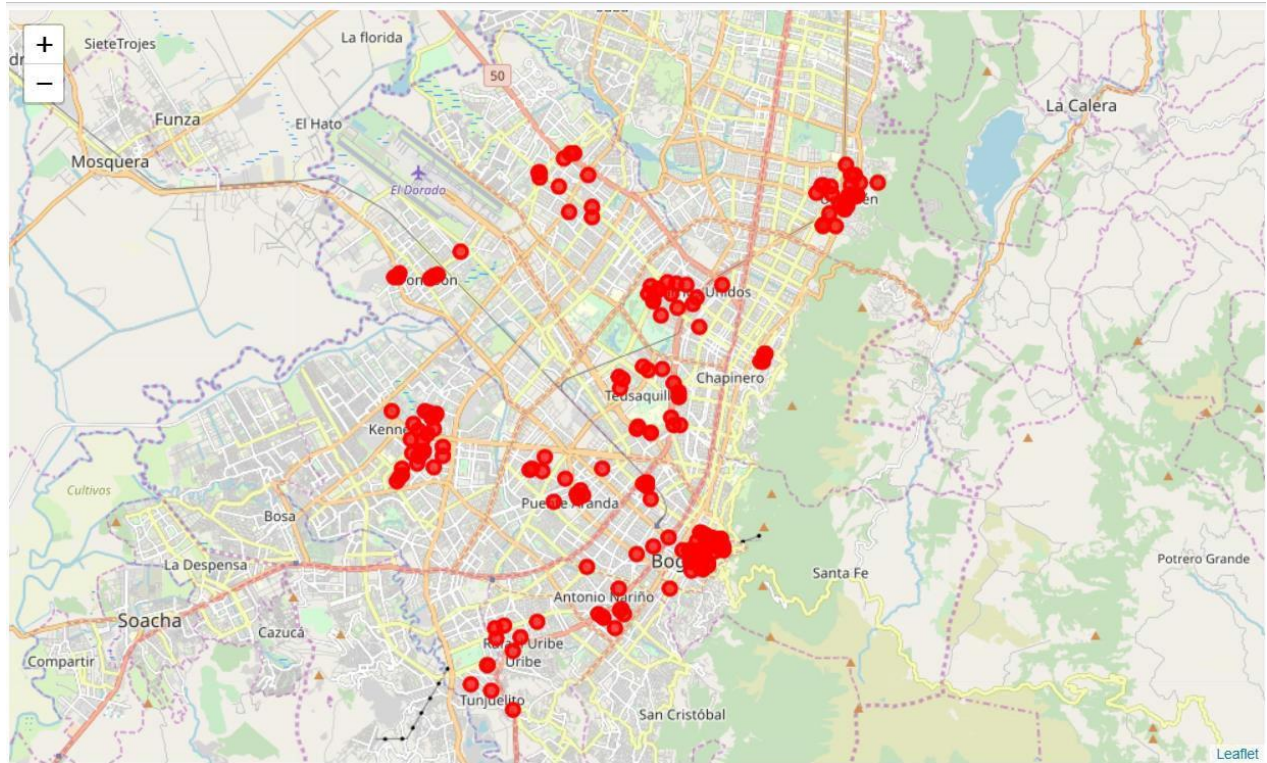 +
−
SieteTrojes
La florida
50
Funza
El Hato
La Calera
Mosquera
El Dorado
Unidos
Chapinero
Cultivos
Bosa
La Despensa
Potrero Grande
Santa Fe
Antonio Nariño
Soacha
Cazucá
Uribe
Uribe
Compartir
Tunjuelito
San Cristóbal
Leaflet